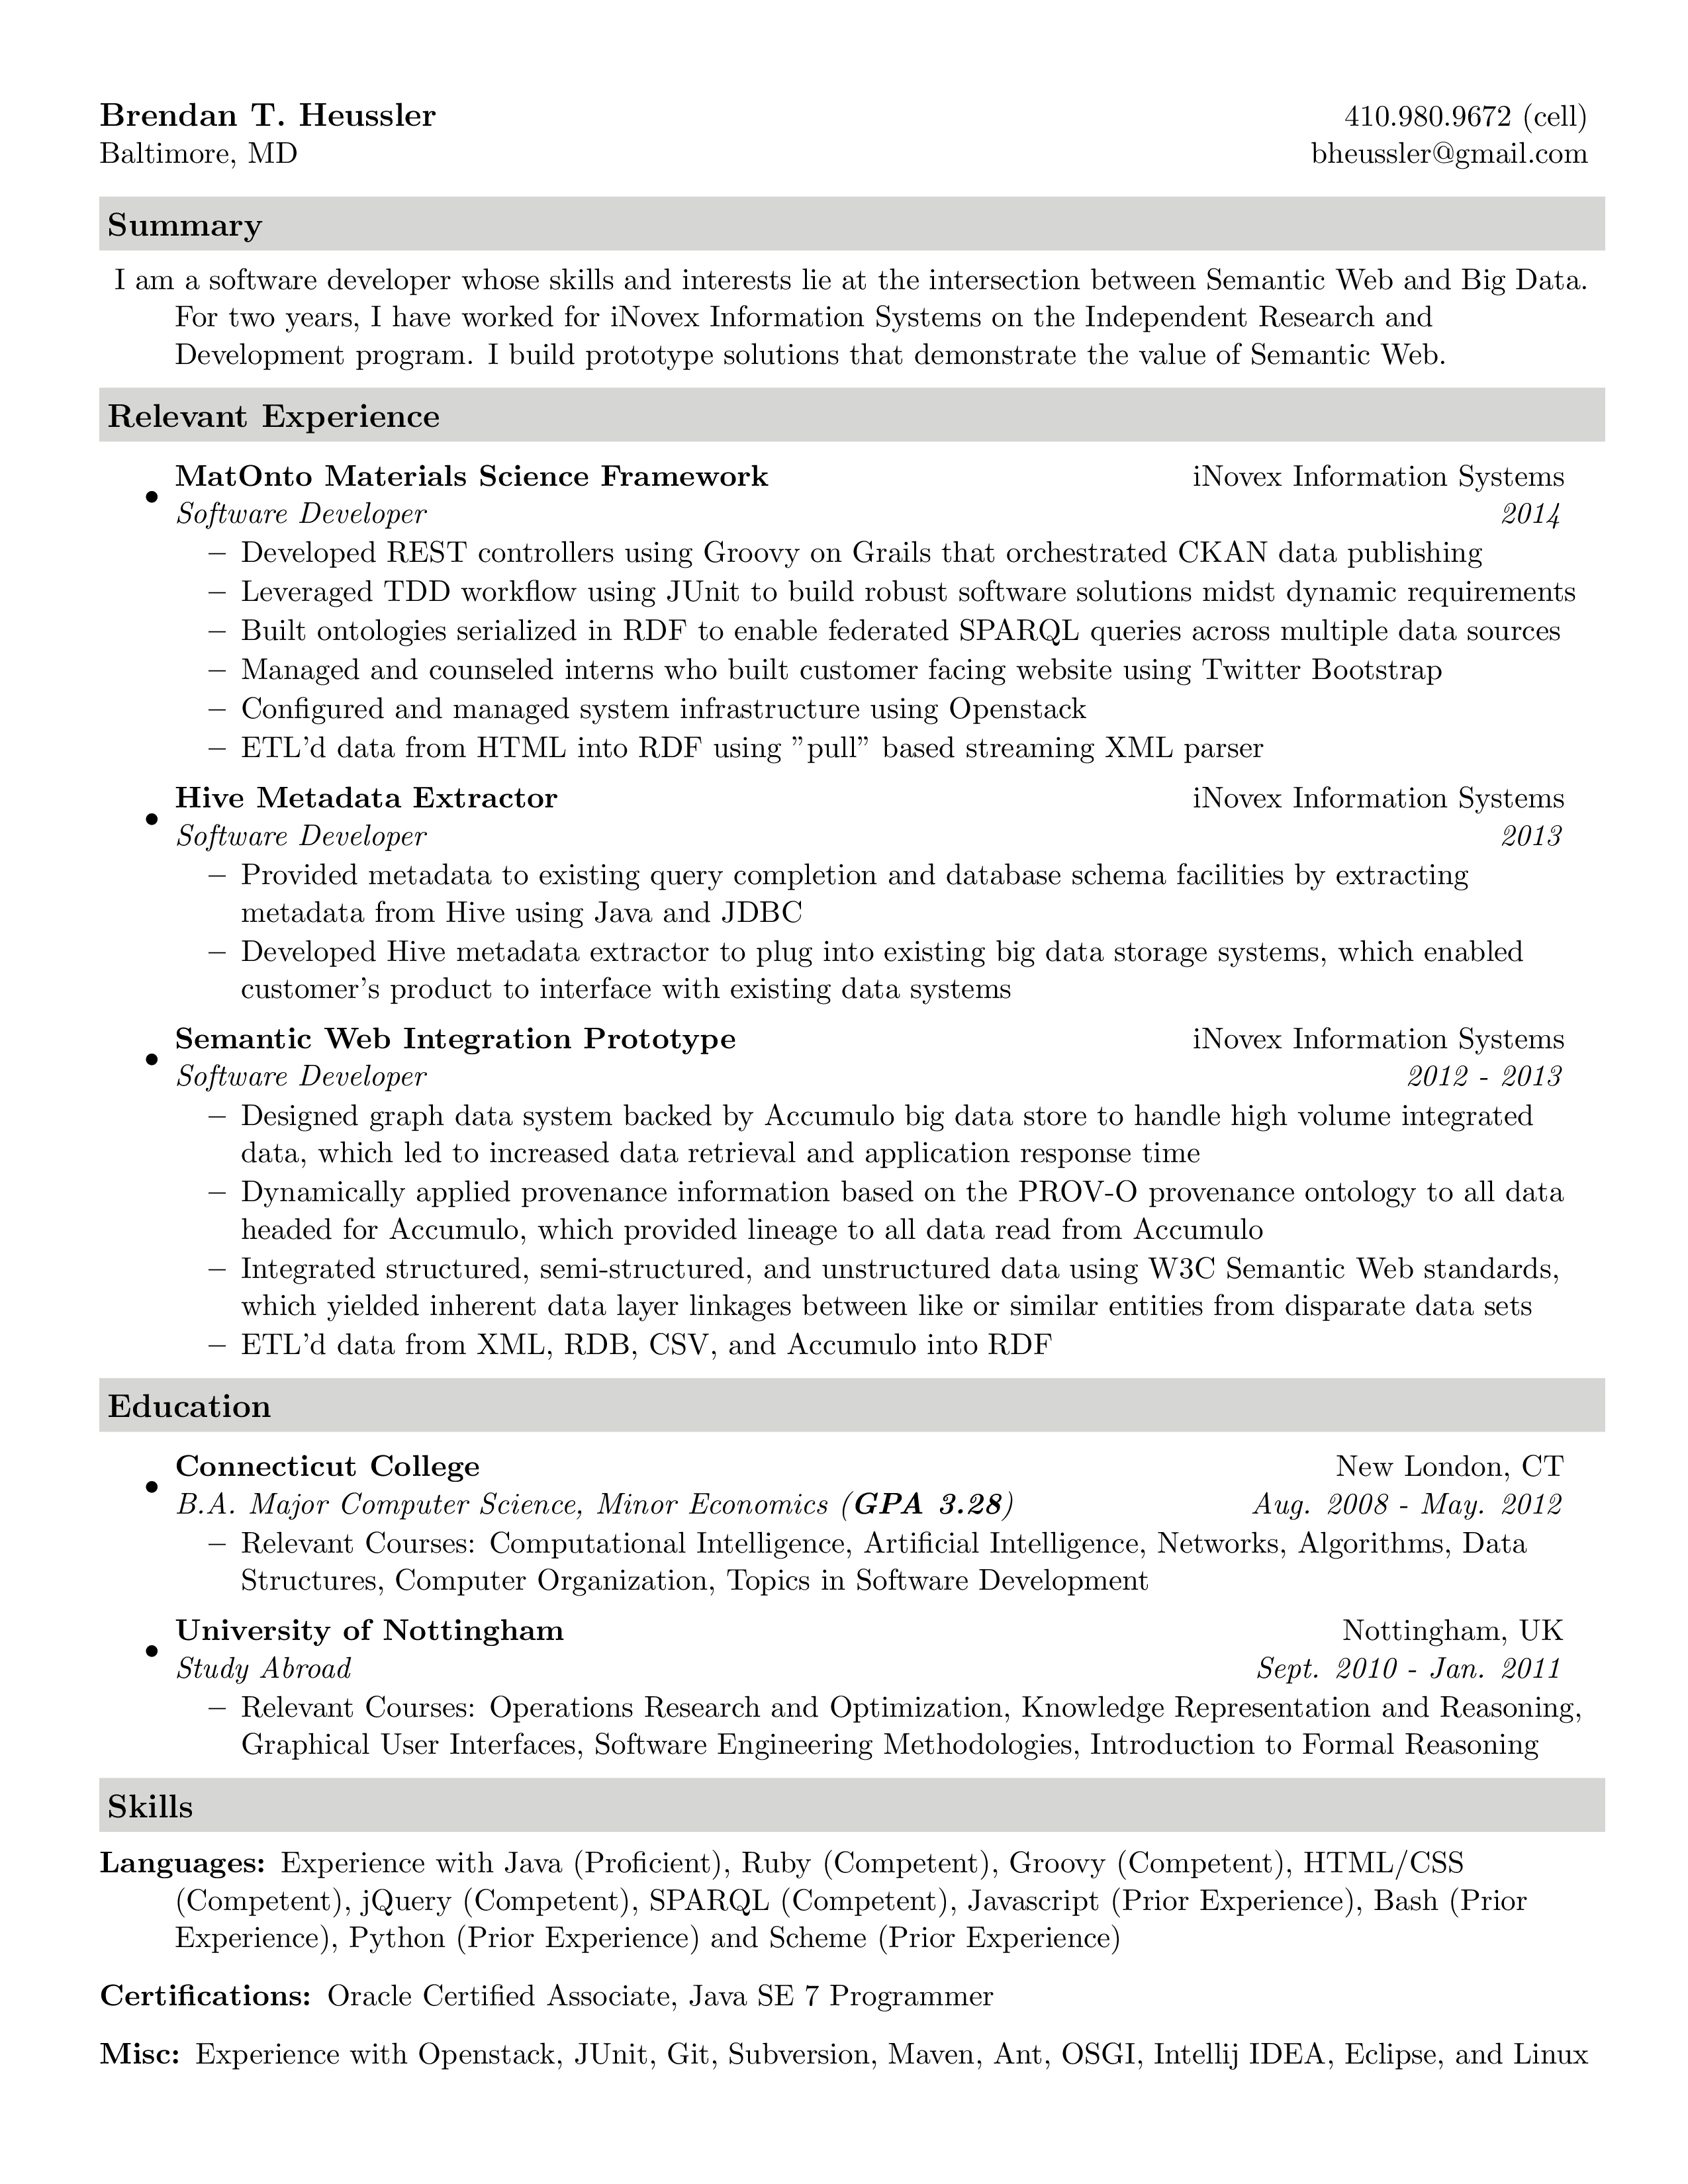 Brendan T. Heussler 410.980.9672 (cell)
Baltimore, MD bheussler@gmail.com
Summary
I am a software developer whose skills and interests lie at the intersection between Semantic Web and Big Data.
For two years, I have worked for iNovex Information Systems on the Independent Research and
Development program. I build prototype solutions that demonstrate the value of Semantic Web.
Relevant Experience
• MatOnto Materials Science Framework iNovex Information Systems
Software Developer 2014
– Developed REST controllers using Groovy on Grails that orchestrated CKAN data publishing
– Leveraged TDD workflow using JUnit to build robust software solutions midst dynamic requirements
– Built ontologies serialized in RDF to enable federated SPARQL queries across multiple data sources
– Managed and counseled interns who built customer facing website using Twitter Bootstrap
– Configured and managed system infrastructure using Openstack
– ETL'd data from HTML into RDF using ”pull” based streaming XML parser
• Hive Metadata Extractor iNovex Information Systems
Software Developer 2013
– Provided metadata to existing query completion and database schema facilities by extracting
metadata from Hive using Java and JDBC
– Developed Hive metadata extractor to plug into existing big data storage systems, which enabled
customer's product to interface with existing data systems
• Semantic Web Integration Prototype iNovex Information Systems
Software Developer 2012 - 2013
– Designed graph data system backed by Accumulo big data store to handle high volume integrated
data, which led to increased data retrieval and application response time
– Dynamically applied provenance information based on the PROV-O provenance ontology to all data
headed for Accumulo, which provided lineage to all data read from Accumulo
– Integrated structured, semi-structured, and unstructured data using W3C Semantic Web standards,
which yielded inherent data layer linkages between like or similar entities from disparate data sets
– ETL'd data from XML, RDB, CSV, and Accumulo into RDF
Education
• Connecticut College New London, CT
B.A. Major Computer Science, Minor Economics (GPA 3.28) Aug. 2008 - May. 2012
– Relevant Courses: Computational Intelligence, Artificial Intelligence, Networks, Algorithms, Data
Structures, Computer Organization, Topics in Software Development
• University of Nottingham Nottingham, UK
Study Abroad Sept. 2010 - Jan. 2011
– Relevant Courses: Operations Research and Optimization, Knowledge Representation and Reasoning,
Graphical User Interfaces, Software Engineering Methodologies, Introduction to Formal Reasoning
Skills
Languages: Experience with Java (Proficient), Ruby (Competent), Groovy (Competent), HTML/CSS
(Competent), jQuery (Competent), SPARQL (Competent), Javascript (Prior Experience), Bash (Prior
Experience), Python (Prior Experience) and Scheme (Prior Experience)
Certifications: Oracle Certified Associate, Java SE 7 Programmer
Misc: Experience with Openstack, JUnit, Git, Subversion, Maven, Ant, OSGI, Intellij IDEA, Eclipse, and Linux